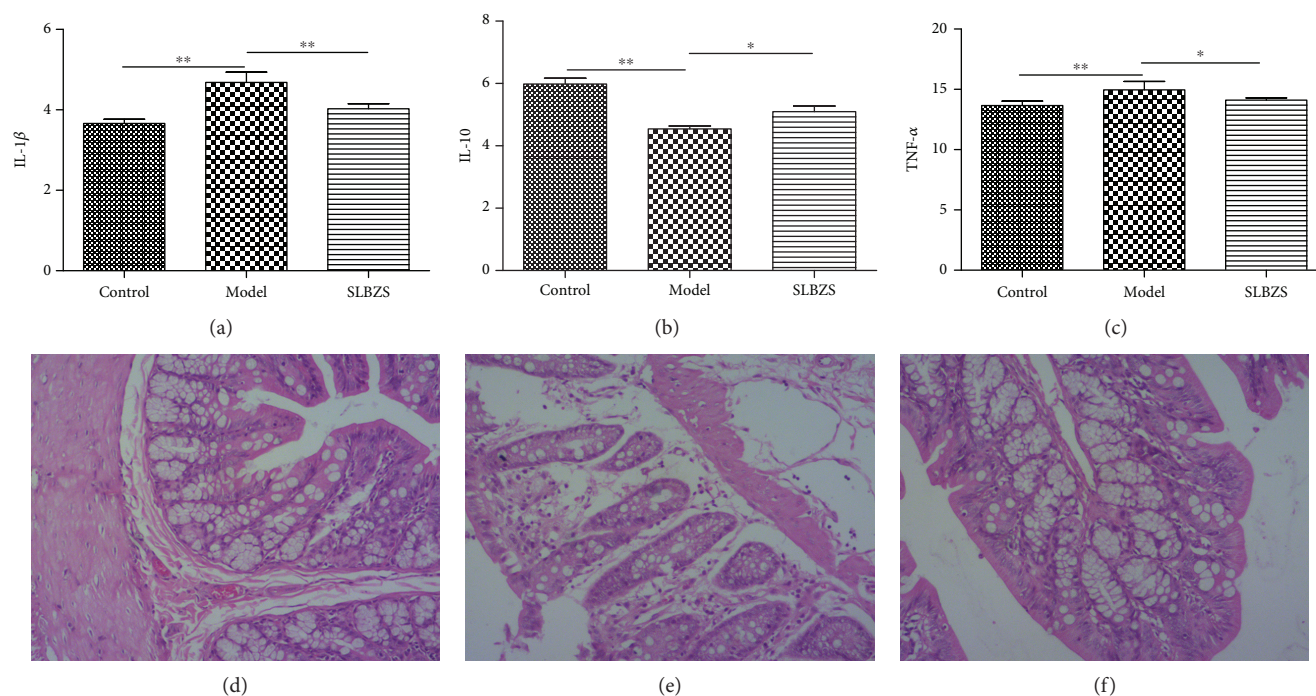 6
4
2
0
IL-1β
**
**
Control
Model
SLBZS
(a)
8
6
4
2
0
IL-10
**
*
Control
Model
SLBZS
(b)
20
15
10
5
0
TNF-α
**
*
Control
Model
SLBZS
(c)
(d)
(e)
(f)